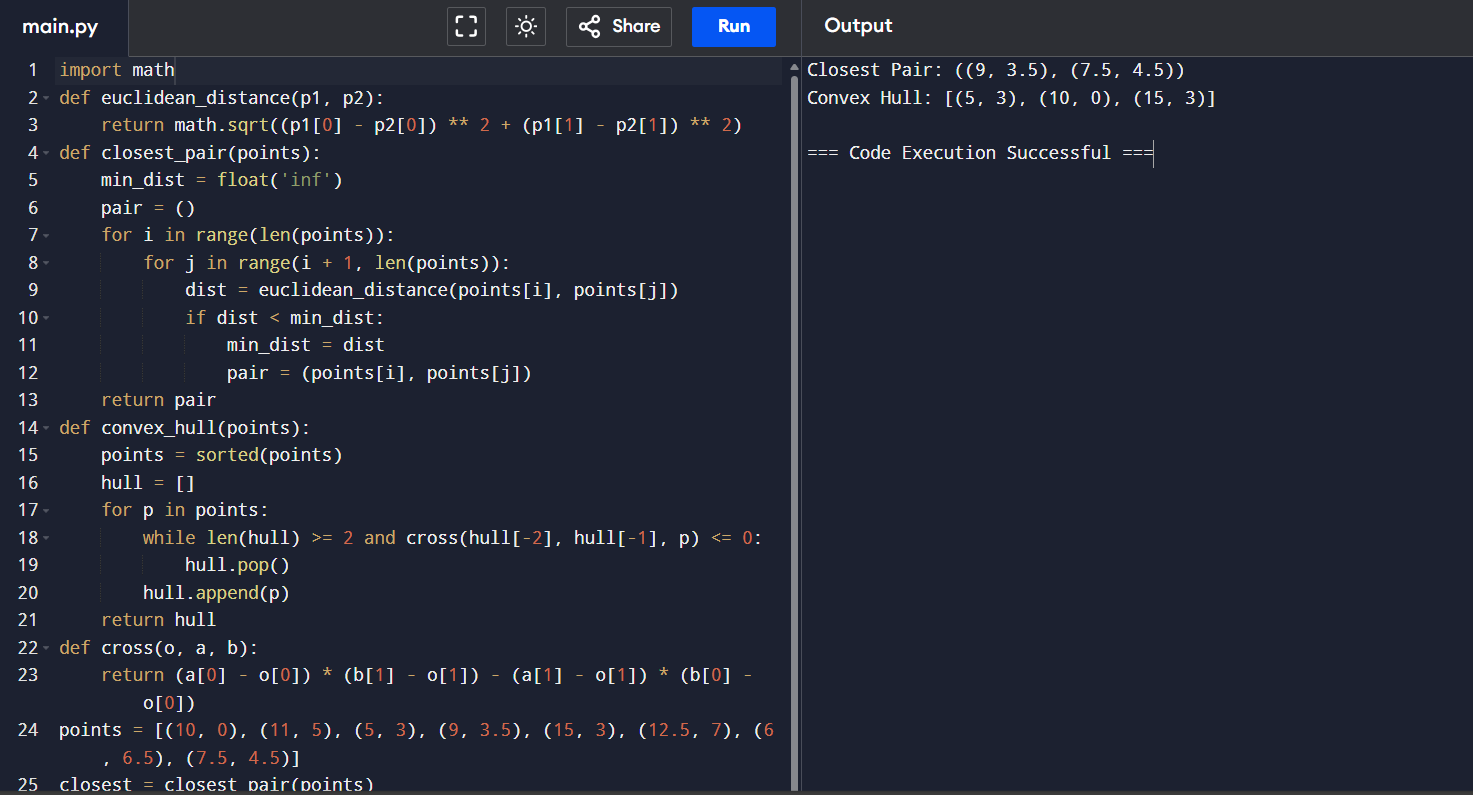 main.py
Share
Run
Output
1 import math
2 def euclidean_distance(p1, p2):
3     return math.sqrt((p1[0] - p2[0]) ** 2 + (p1[1] - p2[1]) ** 2)
4 def closest_pair(points):
5     min_dist = float('inf')
6     pair = ()
7     for i in range(len(points)):
8         for j in range(i + 1, len(points)):
9             dist = euclidean_distance(points[i], points[j])
10             if dist < min_dist:
11                 min_dist = dist
12                 pair = (points[i], points[j])
13     return pair
14 def convex_hull(points):
15     points = sorted(points)
16     hull = []
17     for p in points:
18         while len(hull) >= 2 and cross(hull[-2], hull[-1], p) <= 0:
19             hull.pop()
20         hull.append(p)
21     return hull
22 def cross(o, a, b):
23     return (a[0] - o[0]) * (b[1] - o[1]) - (a[1] - o[1]) * (b[0] -
        o[0])
24 points = [(10, 0), (11, 5), (5, 3), (9, 3.5), (15, 3), (12.5, 7), (6
    , 6.5), (7.5, 4.5)]
25 closest = closest_pair(points)
Closest Pair: ((9, 3.5), (7.5, 4.5))
Convex Hull: [(5, 3), (10, 0), (15, 3)]
=== Code Execution Successful ===